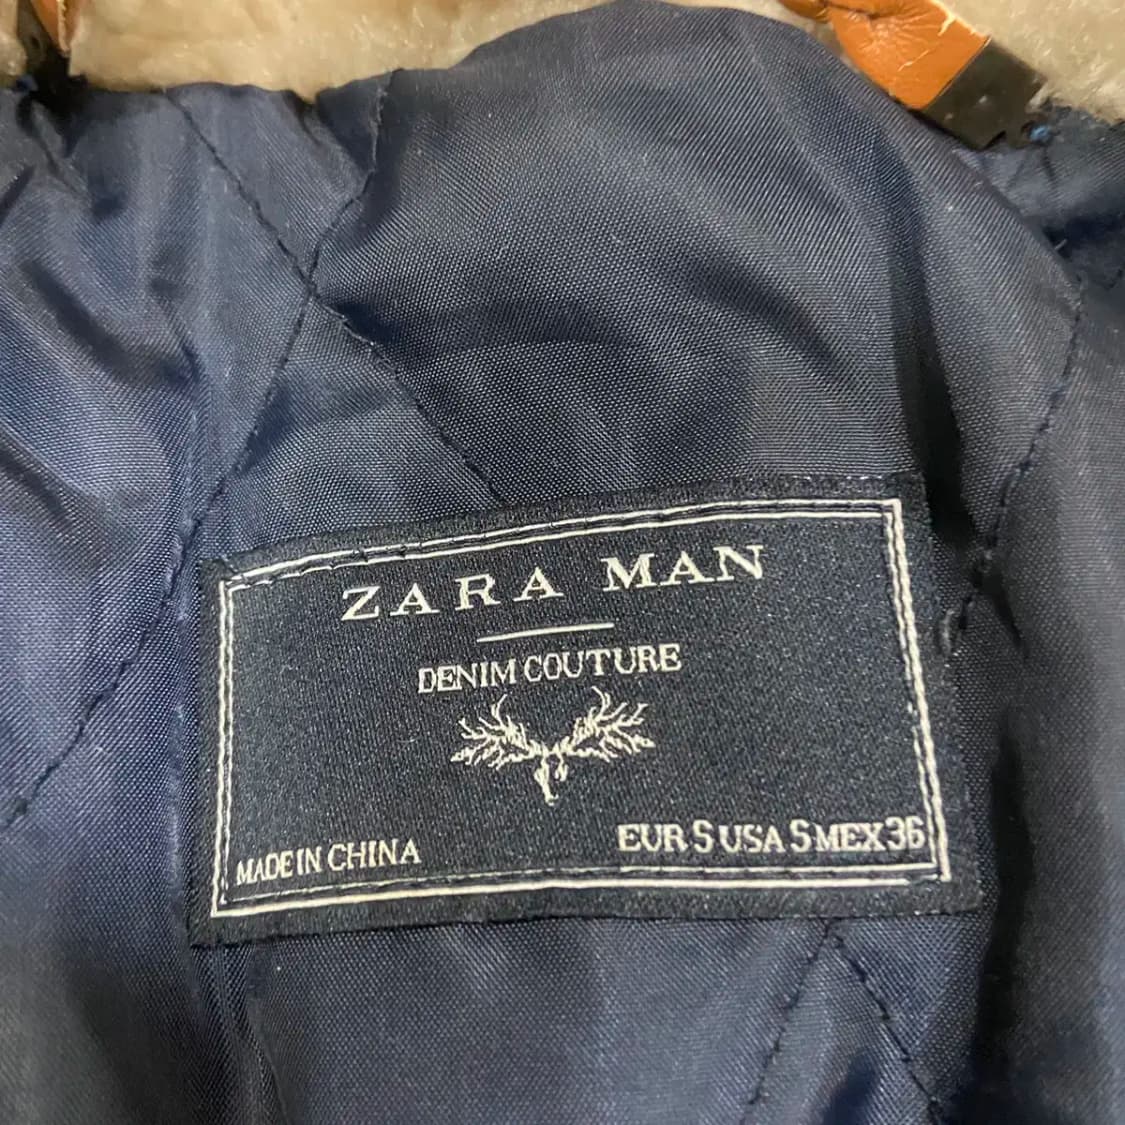 ZARA MAN
DENIM COUTURE
MADE IN CHINA
EUR S USA S MEX 36